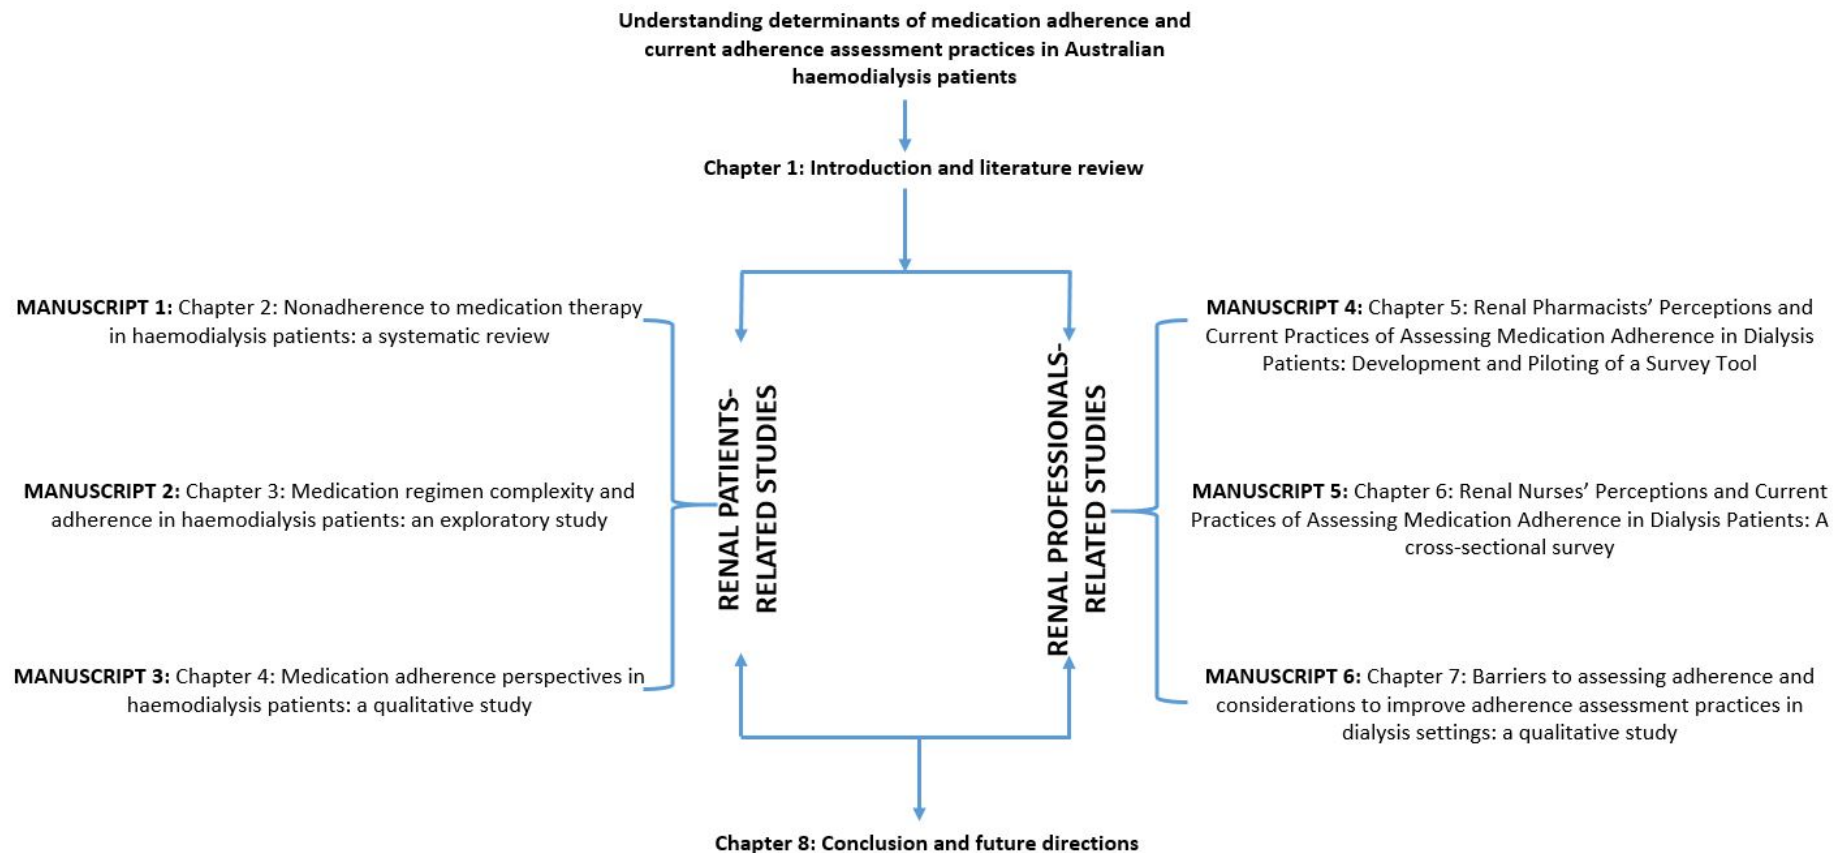 Understanding determinants of medication adherence and
current adherence assessment practices in Australian
haemodialysis patients
Chapter 1: Introduction and literature review
MANUSCRIPT 1: Chapter 2: Nonadherence to medication therapy
in haemodialysis patients: a systematic review
MANUSCRIPT 2: Chapter 3: Medication regimen complexity and
adherence in haemodialysis patients: an exploratory study
MANUSCRIPT 3: Chapter 4: Medication adherence perspectives in
haemodialysis patients: a qualitative study
RENAL PATIENTS-
RELATED STUDIES
RENAL PROFESSIONALS-
RELATED STUDIES
MANUSCRIPT 4: Chapter 5: Renal Pharmacists’ Perceptions and
Current Practices of Assessing Medication Adherence in Dialysis
Patients: Development and Piloting of a Survey Tool
MANUSCRIPT 5: Chapter 6: Renal Nurses’ Perceptions and Current
Practices of Assessing Medication Adherence in Dialysis Patients: A
cross-sectional survey
MANUSCRIPT 6: Chapter 7: Barriers to assessing adherence and
considerations to improve adherence assessment practices in
dialysis settings: a qualitative study
Chapter 8: Conclusion and future directions